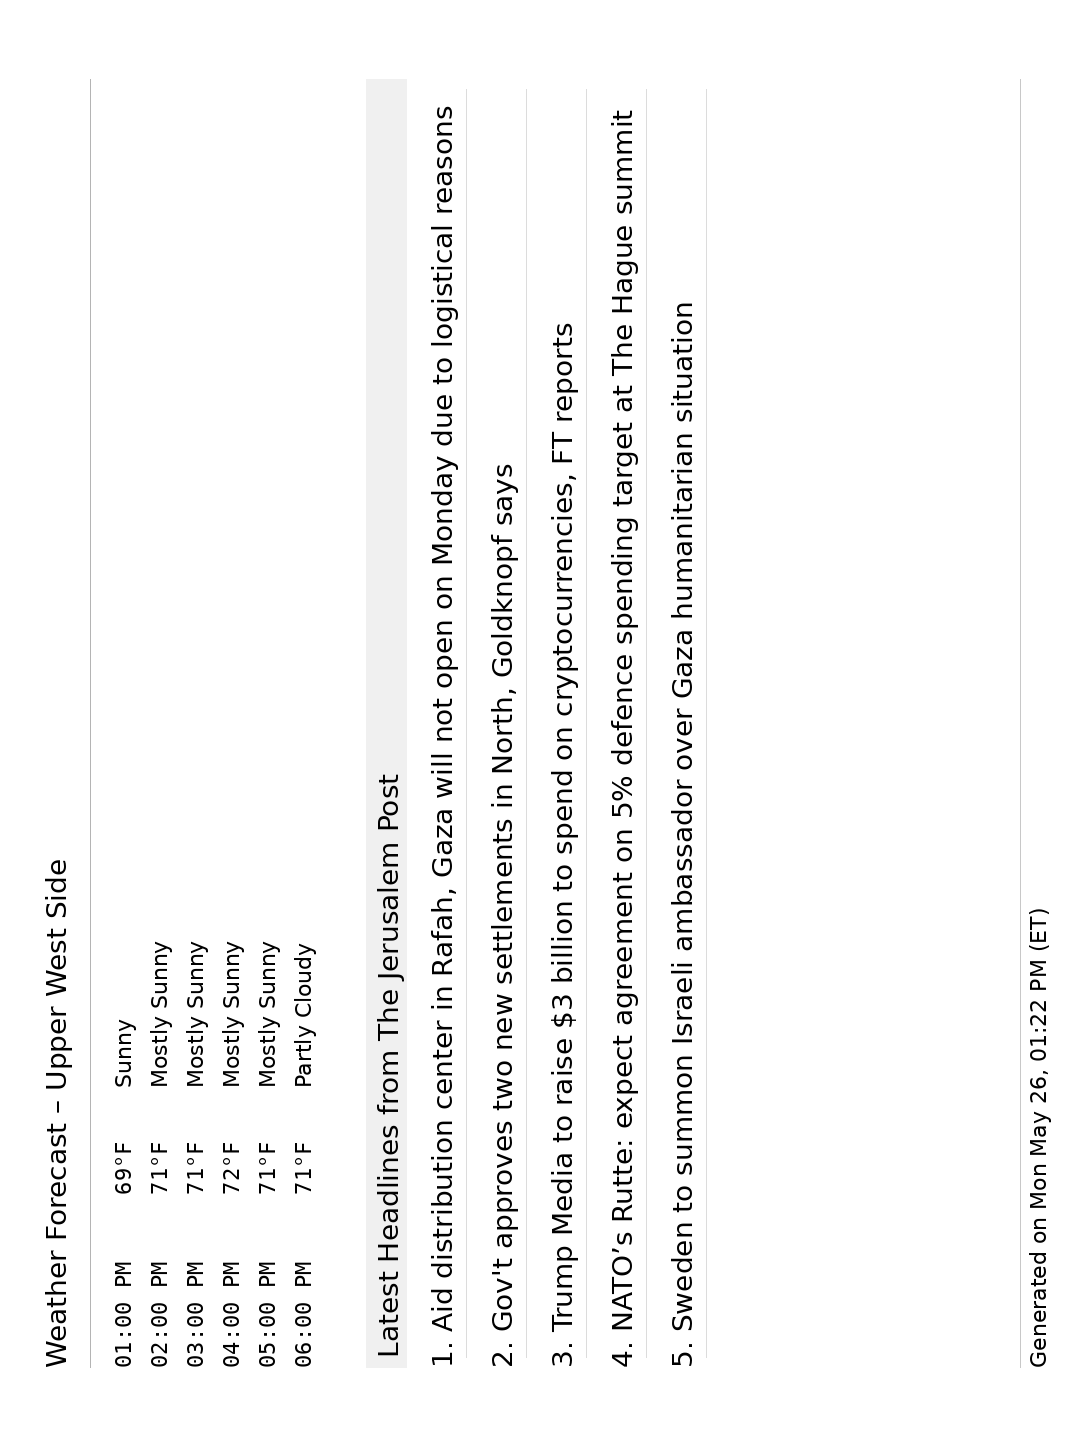 Weather Forecast – Upper West Side
01:00 PM 69°F Sunny
02:00 PM 71°F Mostly Sunny
03:00 PM 71°F Mostly Sunny
04:00 PM 72°F Mostly Sunny
05:00 PM 71°F Mostly Sunny
06:00 PM 71°F Partly Cloudy
Latest Headlines from The Jerusalem Post
1. Aid distribution center in Rafah, Gaza will not open on Monday due to logistical reasons
2. Gov't approves two new settlements in North, Goldknopf says
3. Trump Media to raise $3 billion to spend on cryptocurrencies, FT reports
4. NATO’s Rutte: expect agreement on 5% defence spending target at The Hague summit
5. Sweden to summon Israeli ambassador over Gaza humanitarian situation
Generated on Mon May 26, 01:22 PM (ET)